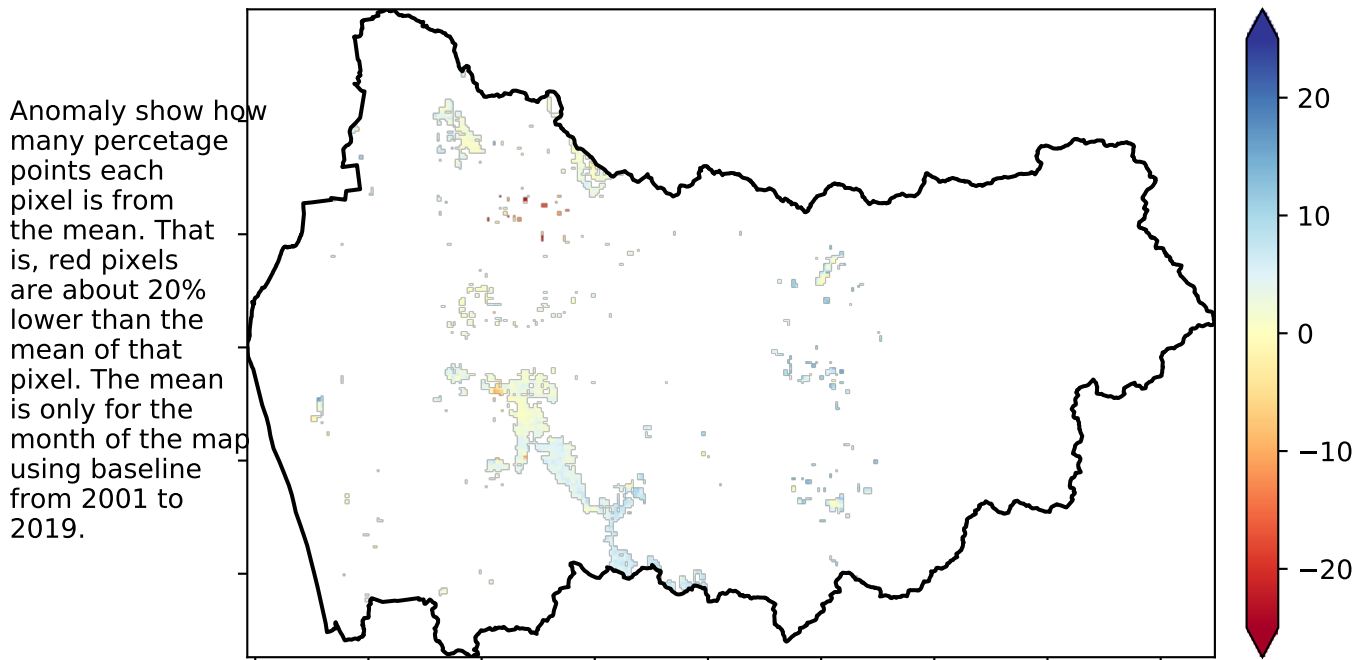 Anomaly show how
many percetage
points each
pixel is from
the mean. That
is, red pixels
are about 20%
lower than the
mean of that
pixel. The mean
is only for the
month of the map
using baseline
from 2001 to
2019.
20
10
0
−10
−20